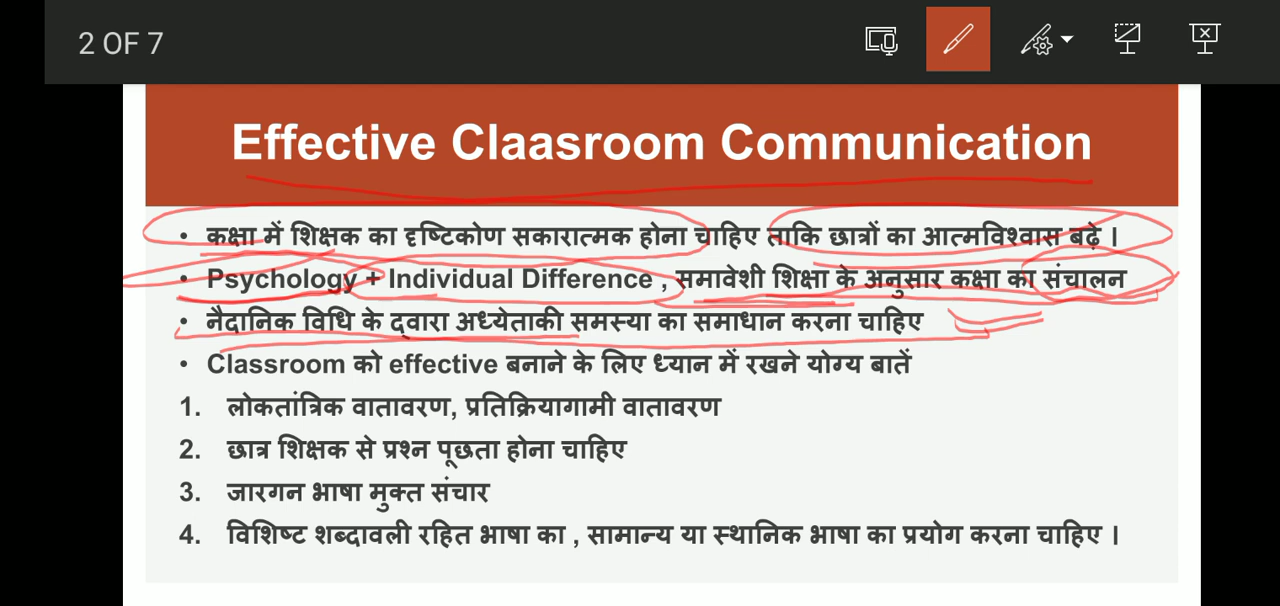 2 OF 7
Effective Claasroom Communication
• कक्षा में शिक्षक का दृष्टिकोण सकारात्मक होना चाहिए ताकि छात्रों का आत्मविश्वास बढ़े ।
• Psychology + Individual Difference , समावेशी शिक्षा के अनुसार कक्षा का संचालन
• नैदानिक विधि के द्वारा अध्येताकी समस्या का समाधान करना चाहिए
• Classroom को effective बनाने के लिए ध्यान में रखने योग्य बातें
1. लोकतांत्रिक वातावरण, प्रतिक्रियागामी वातावरण
2. छात्र शिक्षक से प्रश्न पूछता होना चाहिए
3. जारगन भाषा मुक्त संचार
4. विशिष्ट शब्दावली रहित भाषा का , सामान्य या स्थानिक भाषा का प्रयोग करना चाहिए ।